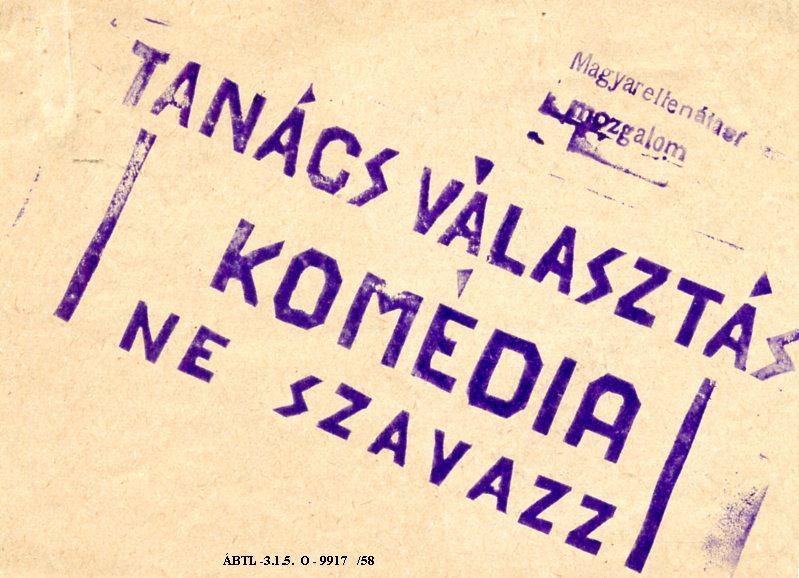 Magyarellenállási
mozgalom
TANÁCS VÁLASZTÁS
KOMÉDIA
NE SZAVAZZ
ÁBTL -3.1.5. O - 9917 /58